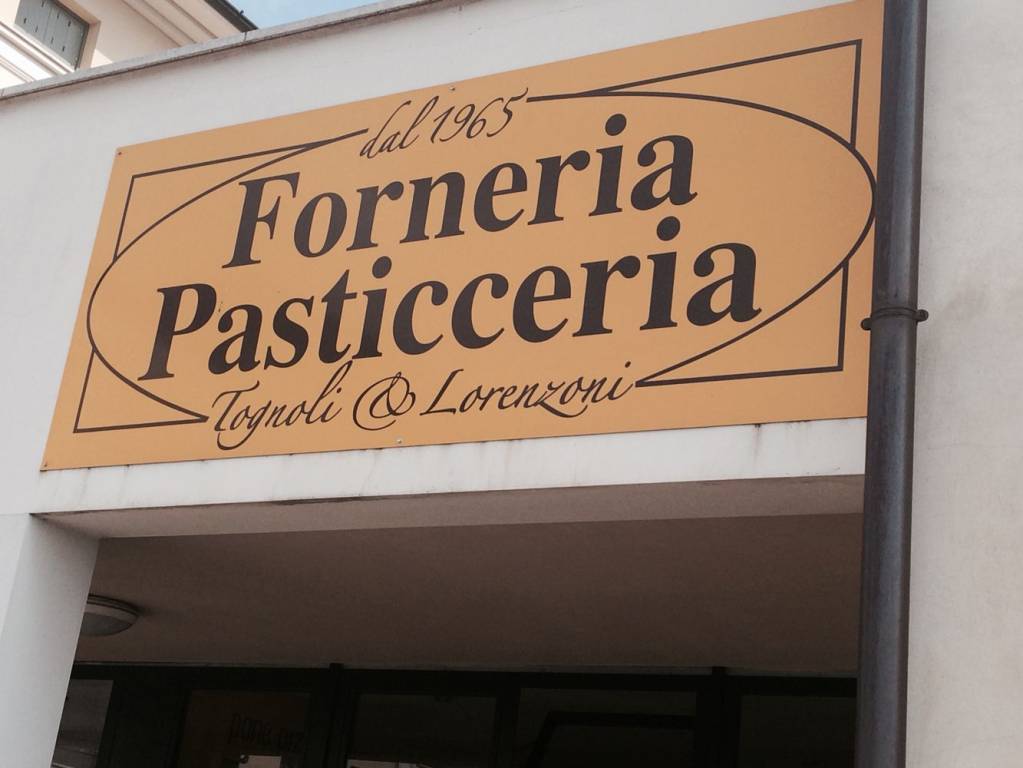 dal 1965
Forneria
Pasticceria
Tognoli & Lorenzoni